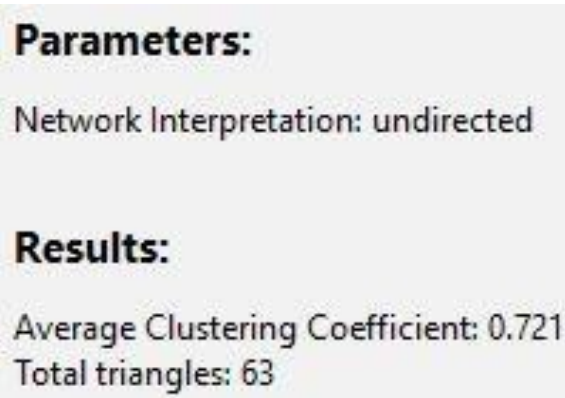 Parameters:
Network Interpretation: undirected
Results:
Average Clustering Coefficient: 0.721
Total triangles: 63